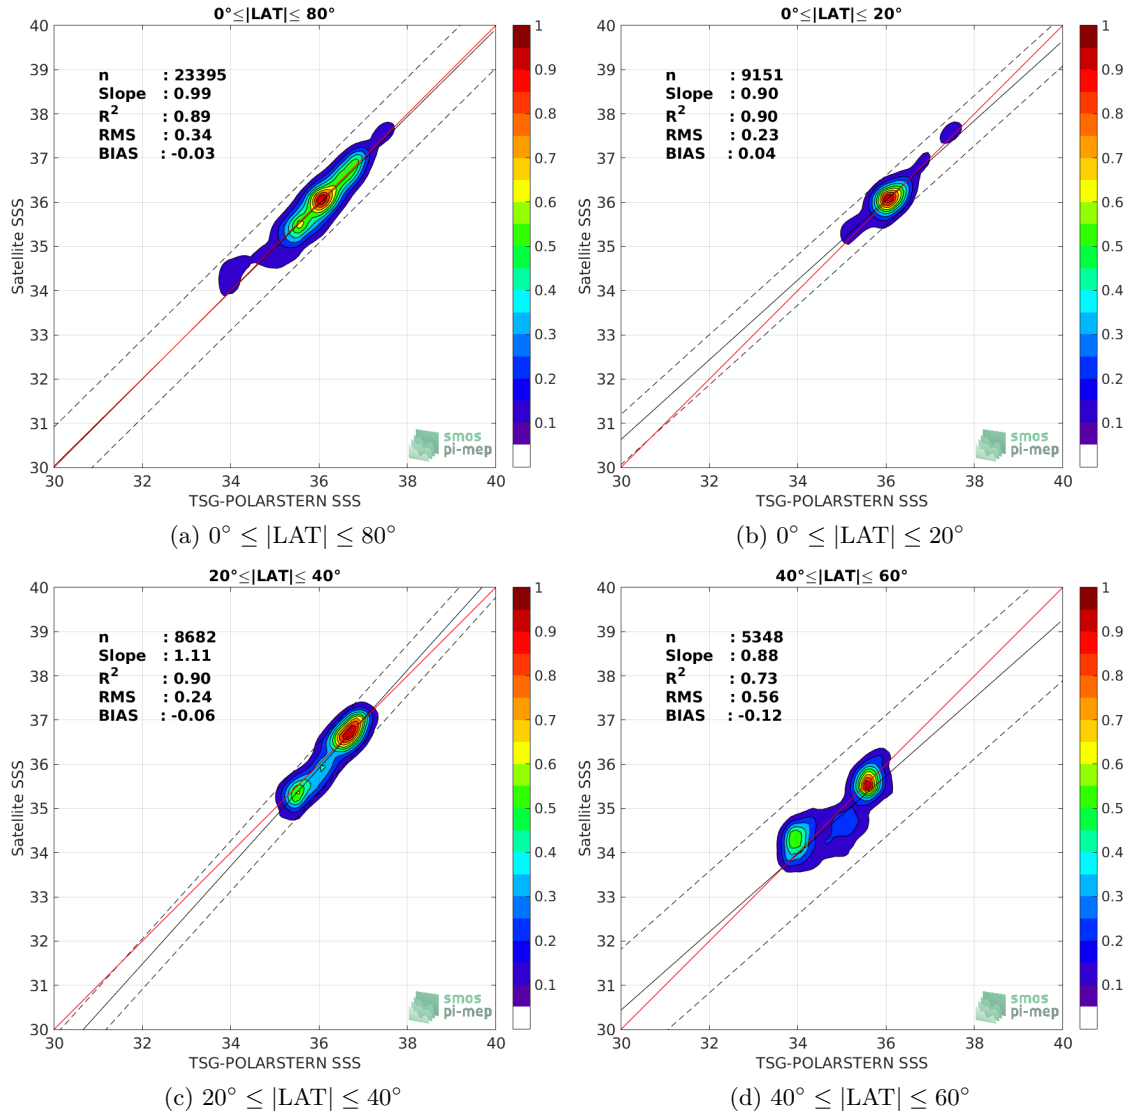 0°≤|LAT|≤ 80°
n : 23395
Slope : 0.99
R² : 0.89
RMS : 0.34
BIAS : -0.03
Satellite SSS
40
39
38
37
36
35
34
33
32
31
30
30 32 34 36 38 40
TSG-POLARSTERN SSS
1
0.9
0.8
0.7
0.6
0.5
0.4
0.3
0.2
0.1
smos
pi-mep
(a) 0° ≤ |LAT| ≤ 80°
0°≤|LAT|≤ 20°
n : 9151
Slope : 0.90
R² : 0.90
RMS : 0.23
BIAS : 0.04
Satellite SSS
40
39
38
37
36
35
34
33
32
31
30
30 32 34 36 38 40
TSG-POLARSTERN SSS
1
0.9
0.8
0.7
0.6
0.5
0.4
0.3
0.2
0.1
smos
pi-mep
(b) 0° ≤ |LAT| ≤ 20°
20°≤|LAT|≤ 40°
n : 8682
Slope : 1.11
R² : 0.90
RMS : 0.24
BIAS : -0.06
Satellite SSS
40
39
38
37
36
35
34
33
32
31
30
30 32 34 36 38 40
TSG-POLARSTERN SSS
1
0.9
0.8
0.7
0.6
0.5
0.4
0.3
0.2
0.1
smos
pi-mep
(c) 20° ≤ |LAT| ≤ 40°
40°≤|LAT|≤ 60°
n : 5348
Slope : 0.88
R² : 0.73
RMS : 0.56
BIAS : -0.12
Satellite SSS
40
39
38
37
36
35
34
33
32
31
30
30 32 34 36 38 40
TSG-POLARSTERN SSS
1
0.9
0.8
0.7
0.6
0.5
0.4
0.3
0.2
0.1
smos
pi-mep
(d) 40° ≤ |LAT| ≤ 60°